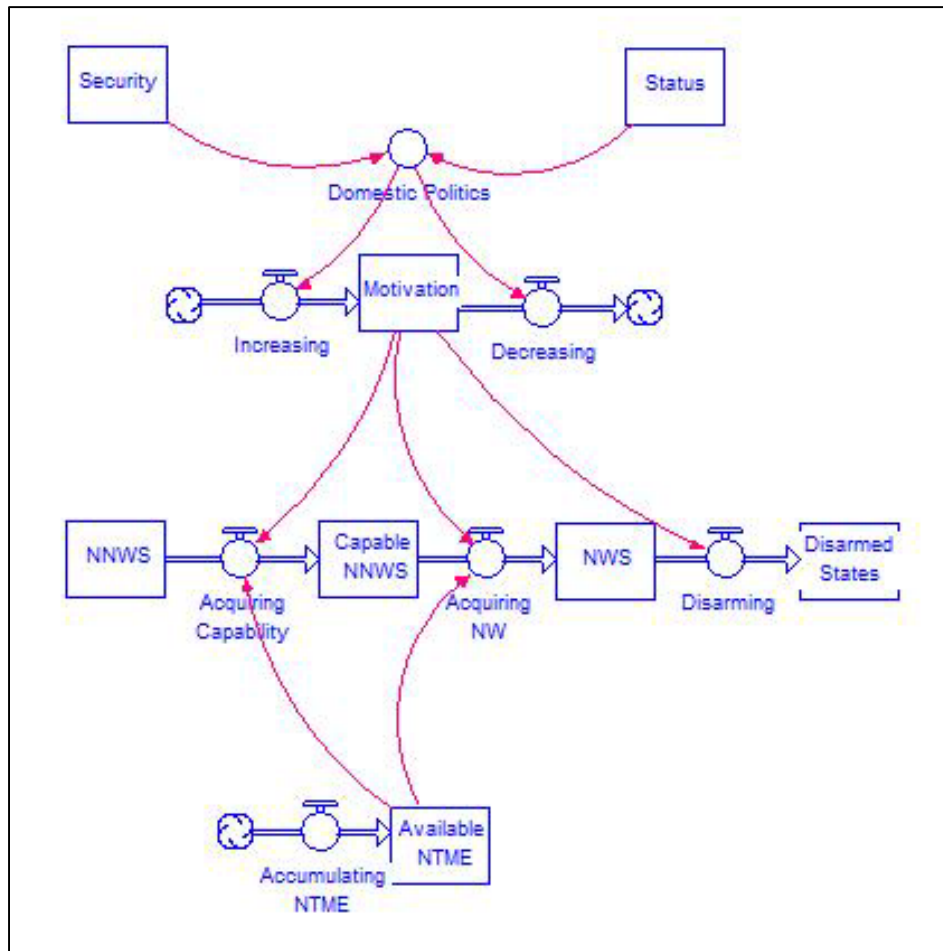 Security
Status
Domestic Politics
Motivation
Increasing
Decreasing
NNWS
Capable
NNWS
NWS
Disarmed
States
Acquiring
Capability
Acquiring
NW
Disarming
Available
NTME
Accumulating
NTME